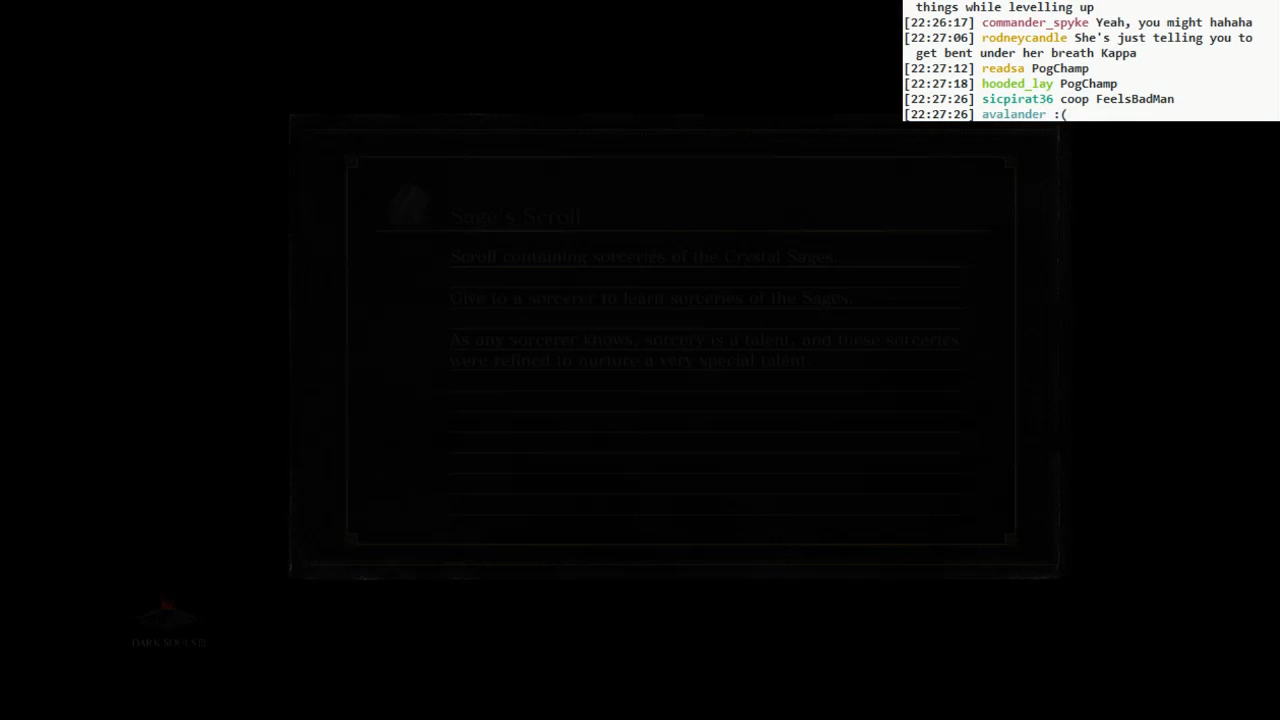 things while levelling up
[22:26:17] commander_spyke Yeah, you might hahaha
[22:27:06] rodneycandle She's just telling you to
get bent under her breath Kappa
[22:27:12] readsa PogChamp
[22:27:18] hooded_lay PogChamp
[22:27:26] sicpirat36 coop FeelsBadMan
[22:27:26] avalander :(
Sage's Scroll
Scroll containing sorceries of the Crystal Sages.
Give to a sorcerer to learn sorceries of the Sages.
As any sorcerer knows, sorcery is a talent, and these sorceries
were refined to nurture a very special talent.
DARK SOULS III